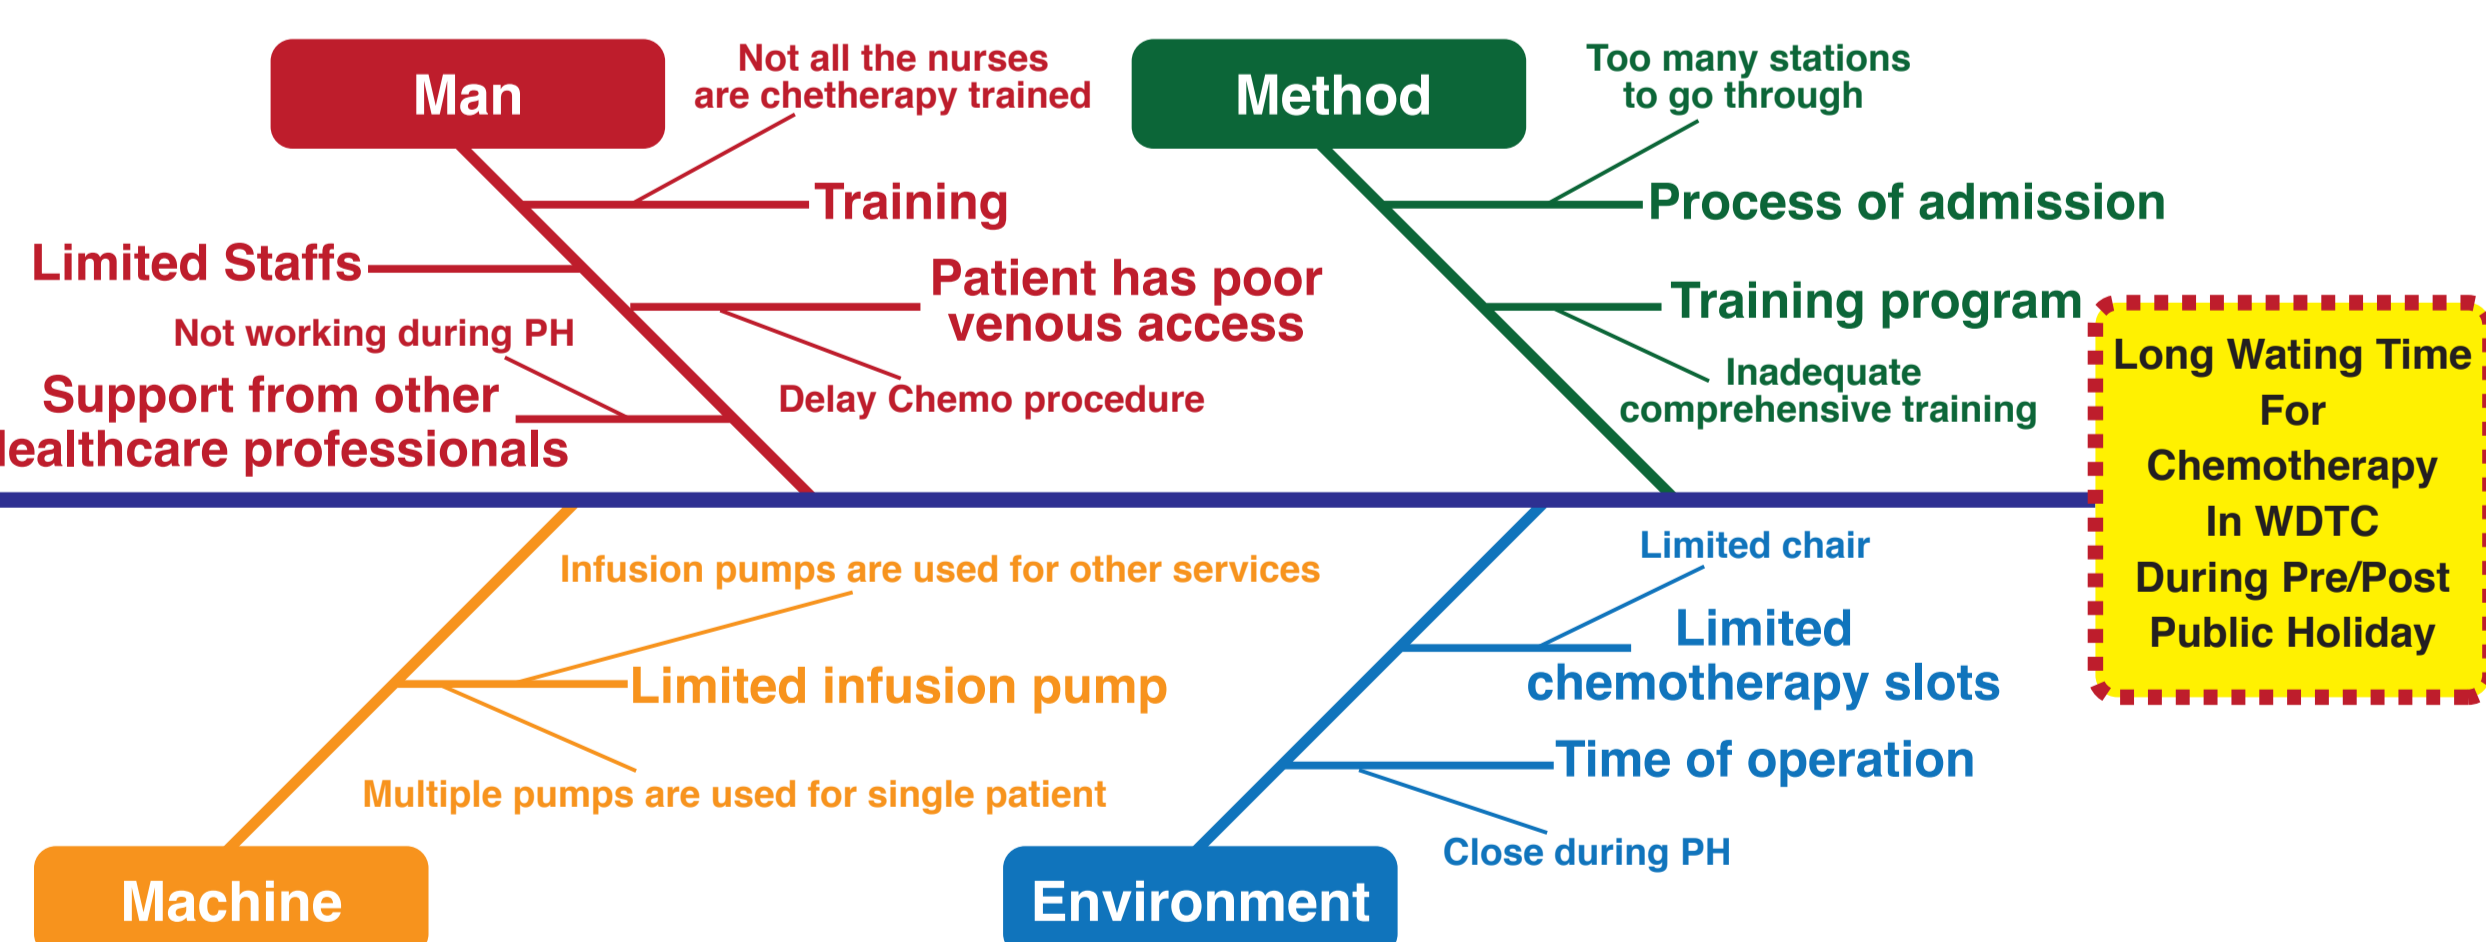 Man
Not all the nurses
are chetherapy trained
Training
Limited Staffs
Patient has poor
venous access
Not working during PH
Delay Chemo procedure
Support from other
ealthcare professionals
Method
Too many stations
to go through
Process of admission
Training program
Inadequate
comprehensive training
Long Wating Time
For
Chemotherapy
In WDTC
During Pre/Post
Public Holiday
Infusion pumps are used for other services
Limited infusion pump
Multiple pumps are used for single patient
Machine
Limited chair
Limited
chemotherapy slots
Time of operation
Close during PH
Environment